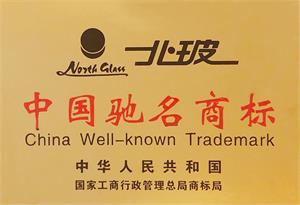 North Glass 北玻
中国驰名商标
China Well-known Trademark
中华人民共和国
国家工商行政管理总局商标局